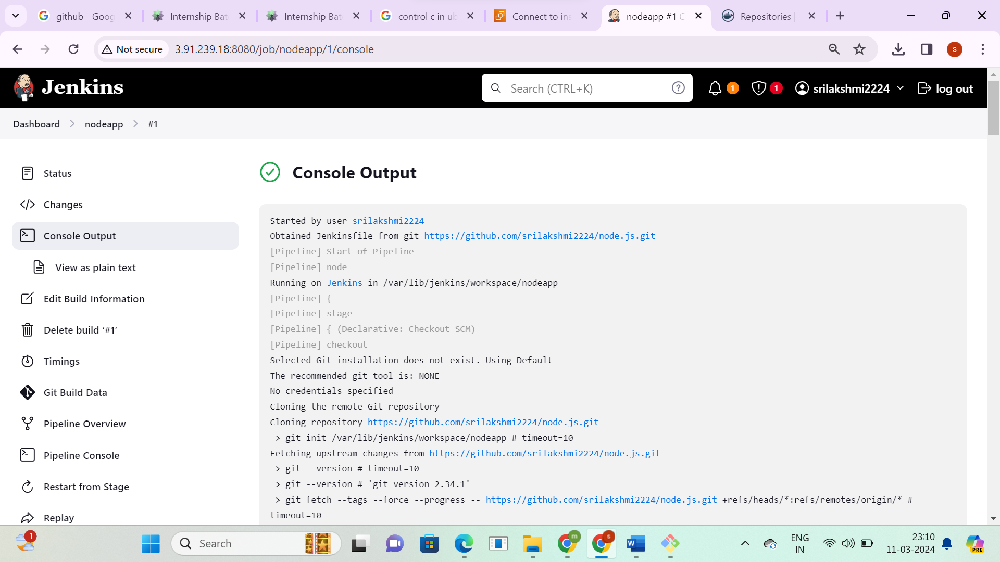 github - Goog
Internship Bat
Internship Bat
control c in ub
Connect to ins
nodeapp #1 C
Repositories |
Not secure
3.91.239.18:8080/job/nodeapp/1/console
s
Jenkins
Search (CTRL+K)
?
1
1
srilakshmi2224
log out
Dashboard > nodeapp > #1
Status
Changes
Console Output
View as plain text
Edit Build Information
Delete build ‘#1’
Timings
Git Build Data
Pipeline Overview
Pipeline Console
Restart from Stage
Replay
Console Output
Started by user srilakshmi2224
Obtained Jenkinsfile from git https://github.com/srilakshmi2224/node.js.git
[Pipeline] Start of Pipeline
[Pipeline] node
Running on Jenkins in /var/lib/jenkins/workspace/nodeapp
[Pipeline] {
[Pipeline] stage
[Pipeline] { (Declarative: Checkout SCM)
[Pipeline] checkout
Selected Git installation does not exist. Using Default
The recommended git tool is: NONE
No credentials specified
Cloning the remote Git repository
Cloning repository https://github.com/srilakshmi2224/node.js.git
 > git init /var/lib/jenkins/workspace/nodeapp # timeout=10
Fetching upstream changes from https://github.com/srilakshmi2224/node.js.git
 > git --version # timeout=10
 > git --version # 'git version 2.34.1'
 > git fetch --tags --force --progress -- https://github.com/srilakshmi2224/node.js.git +refs/heads/*:refs/remotes/origin/* #
timeout=10
1
Search
m
s
W
ENG
IN
23:10
11-03-2024
PRE